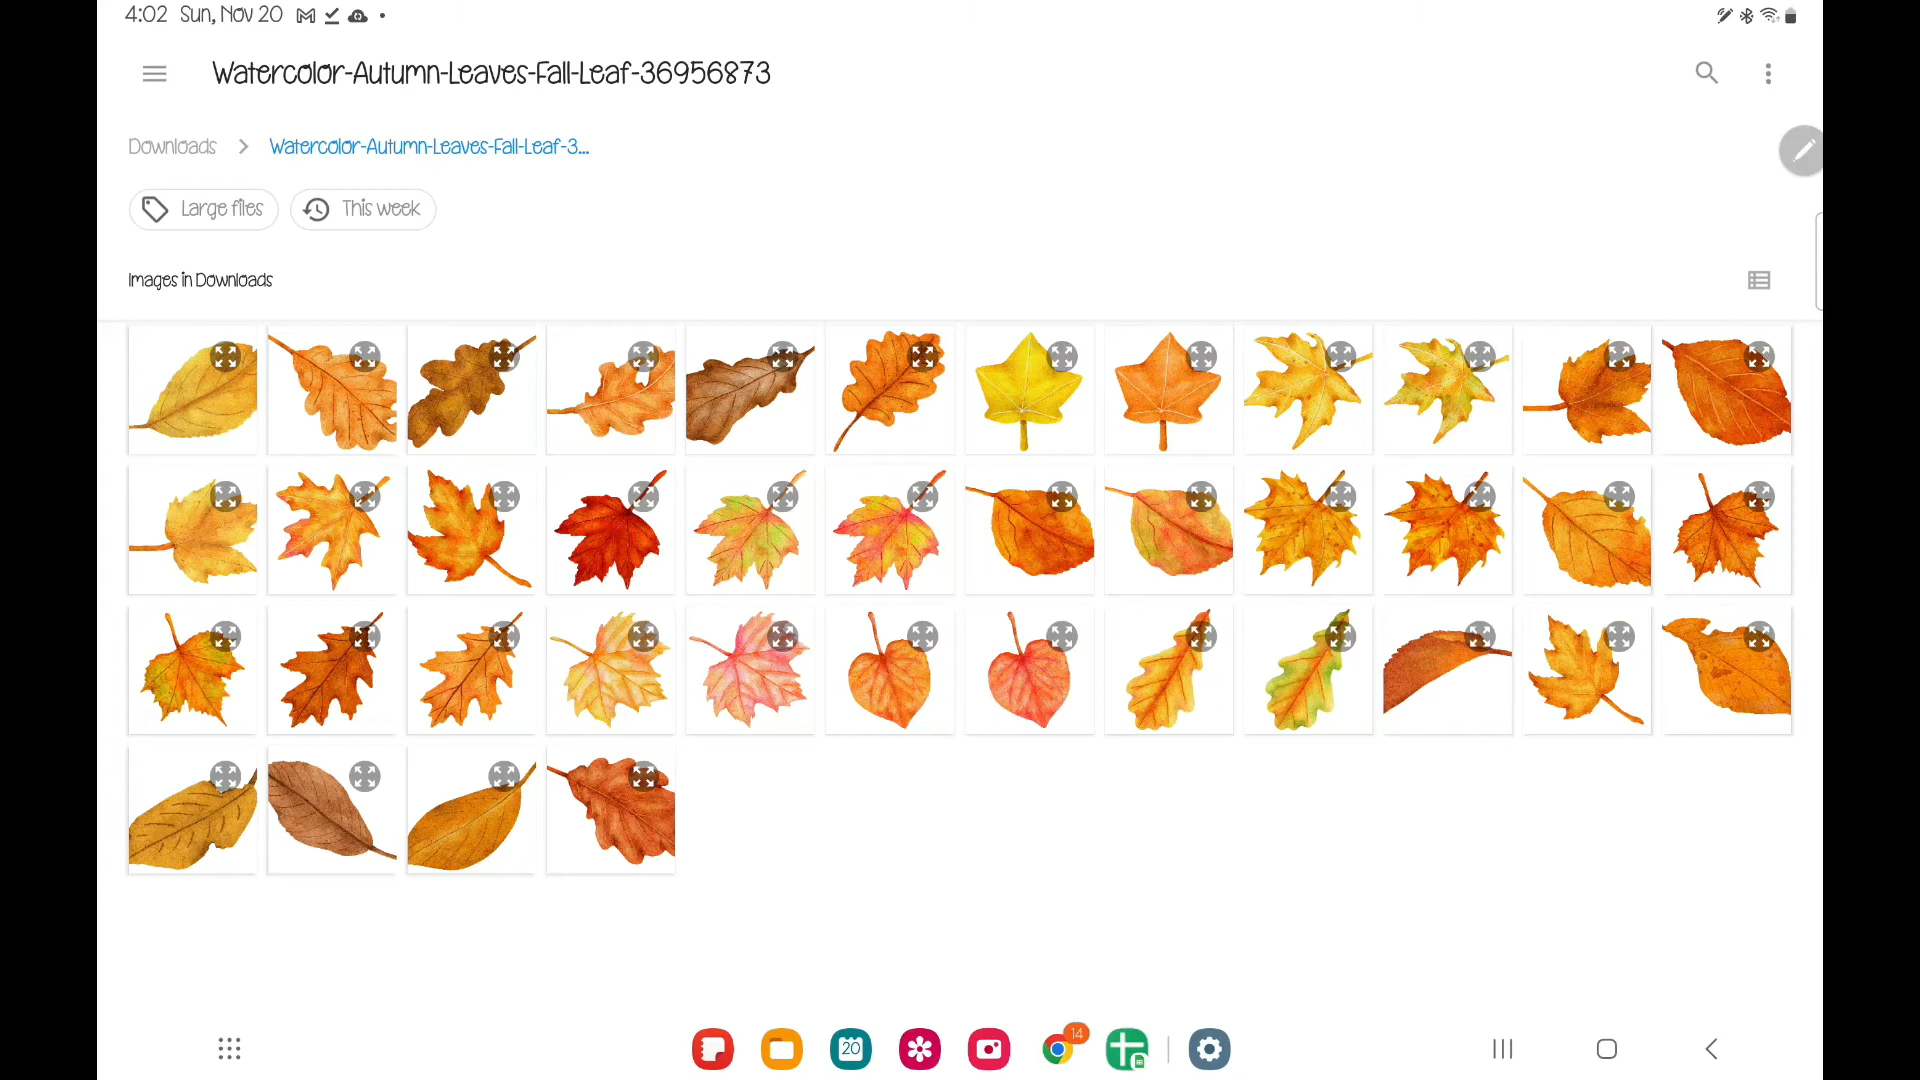 4:02 Sun, Nov 20
Watercolor-Autumn-Leaves-Fall-Leaf-36956873
Downloads > Watercolor-Autumn-Leaves-Fall-Leaf-3...
Large files This week
Images in Downloads
20 14